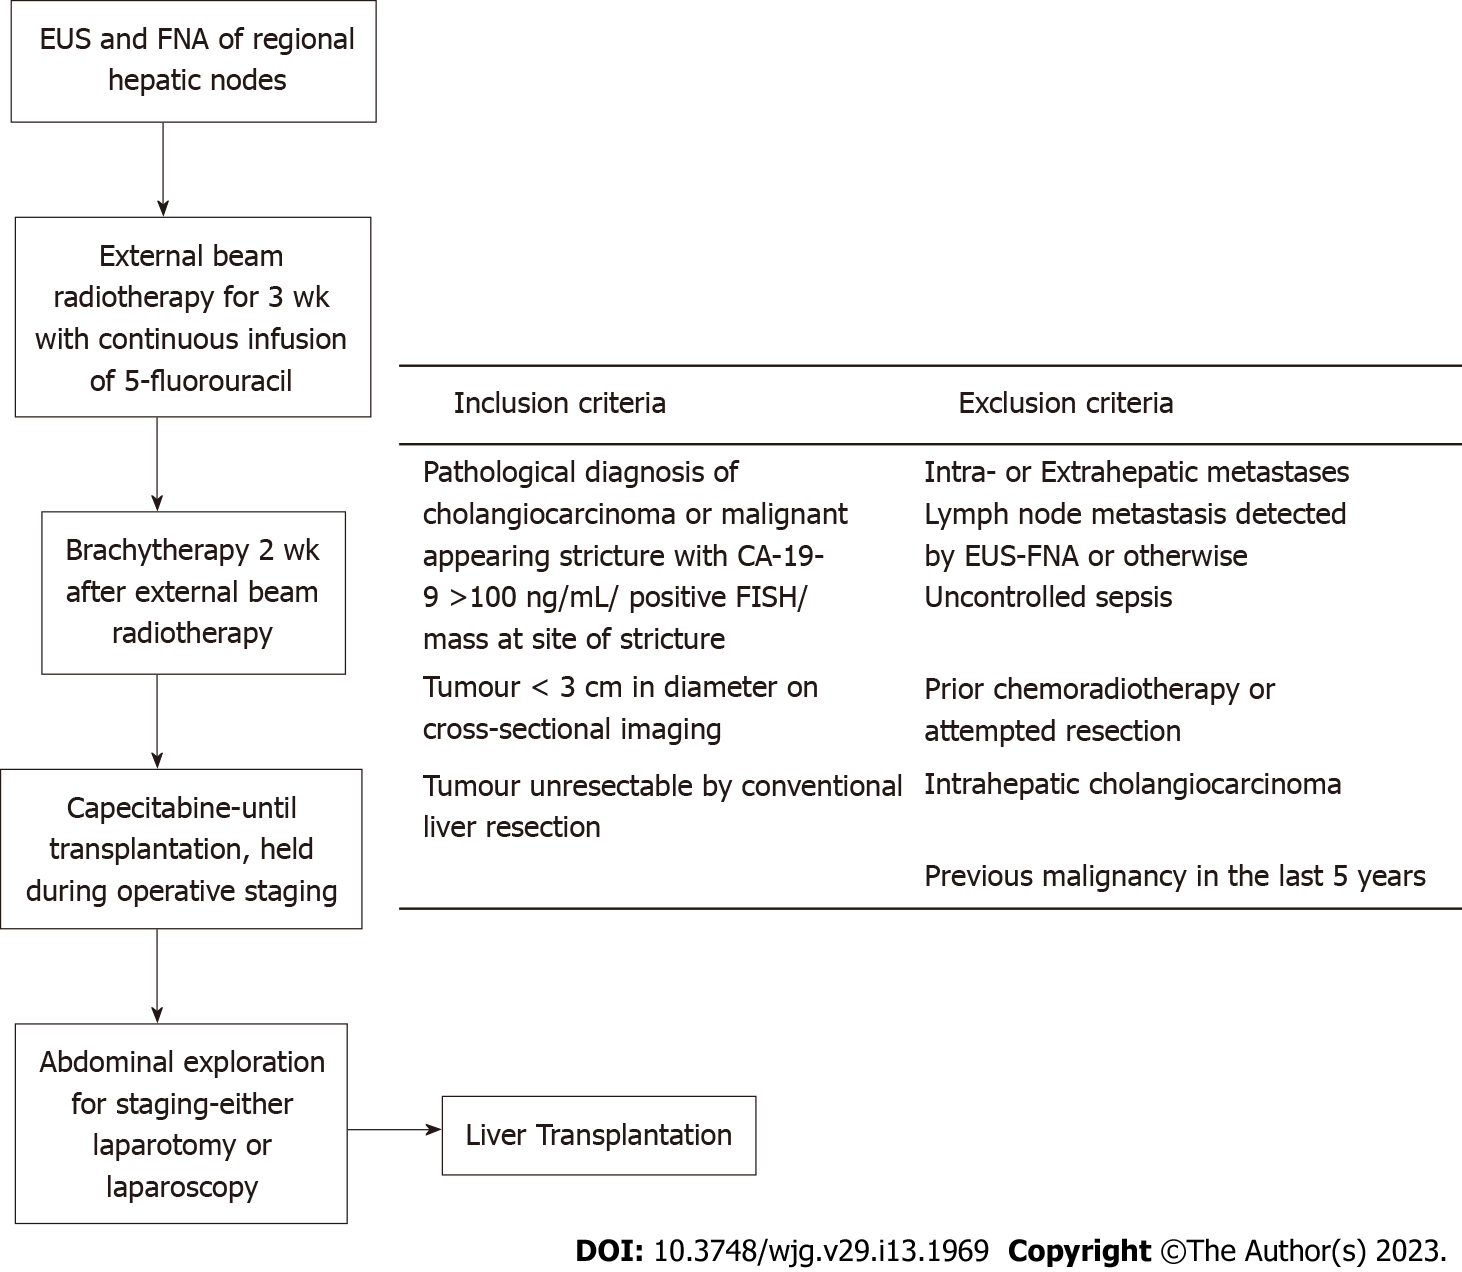 EUS and FNA of regional
hepatic nodes
External beam
radiotherapy for 3 wk
with continuous infusion
of 5-fluorouracil
Brachytherapy 2 wk
after external beam
radiotherapy
Capecitabine-until
transplantation, held
during operative staging
Abdominal exploration
for staging-either
laparotomy or
laparoscopy
Liver Transplantation
Inclusion criteria
Pathological diagnosis of
cholangiocarcinoma or malignant
appearing stricture with CA-19-
9 >100 ng/mL/ positive FISH/
mass at site of stricture
Tumour < 3 cm in diameter on
cross-sectional imaging
Tumour unresectable by conventional
liver resection
Exclusion criteria
Intra- or Extrahepatic metastases
Lymph node metastasis detected
by EUS-FNA or otherwise
Uncontrolled sepsis
Prior chemoradiotherapy or
attempted resection
Intrahepatic cholangiocarcinoma
Previous malignancy in the last 5 years
DOI: 10.3748/wjg.v29.i13.1969 Copyright ©The Author(s) 2023.